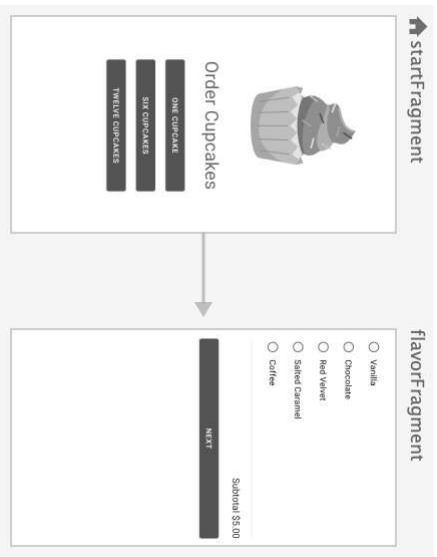 startFragment
Order Cupcakes
ONE CUPCAKE
SIX CUPCAKES
TWELVE CUPCAKES
flavorFragment
Vanilla
Chocolate
Red Velvet
Salted Caramel
Coffee
Subtotal $5.00
NEXT